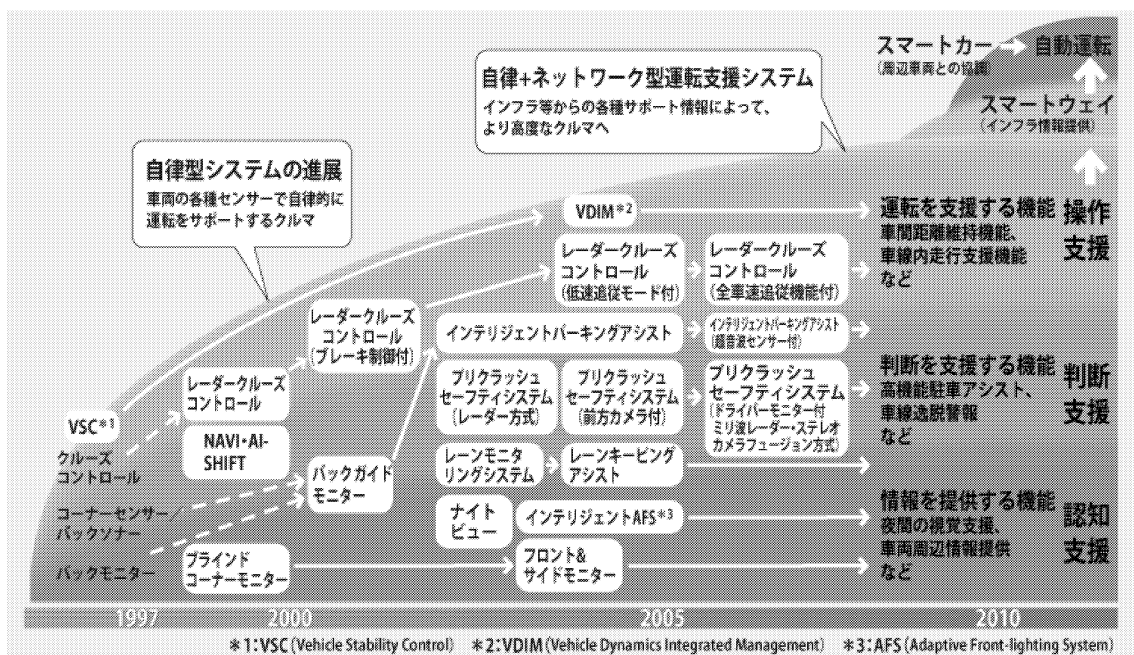 スマートカー
(周辺車両との協調)
自動運転
スマートウェイ
(インフラ情報提供)
自律+ネットワーク型運転支援システム
インフラ等からの各種サポート情報によって、
より高度なクルマへ
自律型システムの進展
車両の各種センサーで自律的に
運転をサポートするクルマ
VDIM*2
運転を支援する機能
車間距離維持機能、
車線内走行支援機能
など
操作
支援
レーダークルーズ
コントロール
(低速追従モード付)
レーダークルーズ
コントロール
(全車速追従機能付)
レーダークルーズ
コントロール
(ブレーキ制御付)
インテリジェントパーキングアシスト
インテリジェントパーキングアシスト
(超音波センサー付)
レーダークルーズ
コントロール
プリクラッシュ
セーフティシステム
(レーダー方式)
プリクラッシュ
セーフティシステム
(前方カメラ付)
プリクラッシュ
セーフティシステム
(ドライバーモニター付
ミリ波レーダー・ステレオ
カメラフュージョン方式)
判断を支援する機能
高機能駐車アシスト、
車線逸脱警報
など
判断
支援
VSC*1
クルーズ
コントロール
NAVI・AI-
SHIFT
バックガイド
モニター
レーンモニタ
リングシステム
レーンキーピング
アシスト
コーナーセンサー/
バックソナー
ナイト
ビュー
インテリジェントAFS*3
情報を提供する機能
夜間の視覚支援、
車両周辺情報提供
など
認知
支援
バックモニター
ブラインド
コーナーモニター
フロント&
サイドモニター
1997
2000
2005
2010
*1:VSC(Vehicle Stability Control) *2:VDIM(Vehicle Dynamics Integrated Management) *3:AFS(Adaptive Front-lighting System)